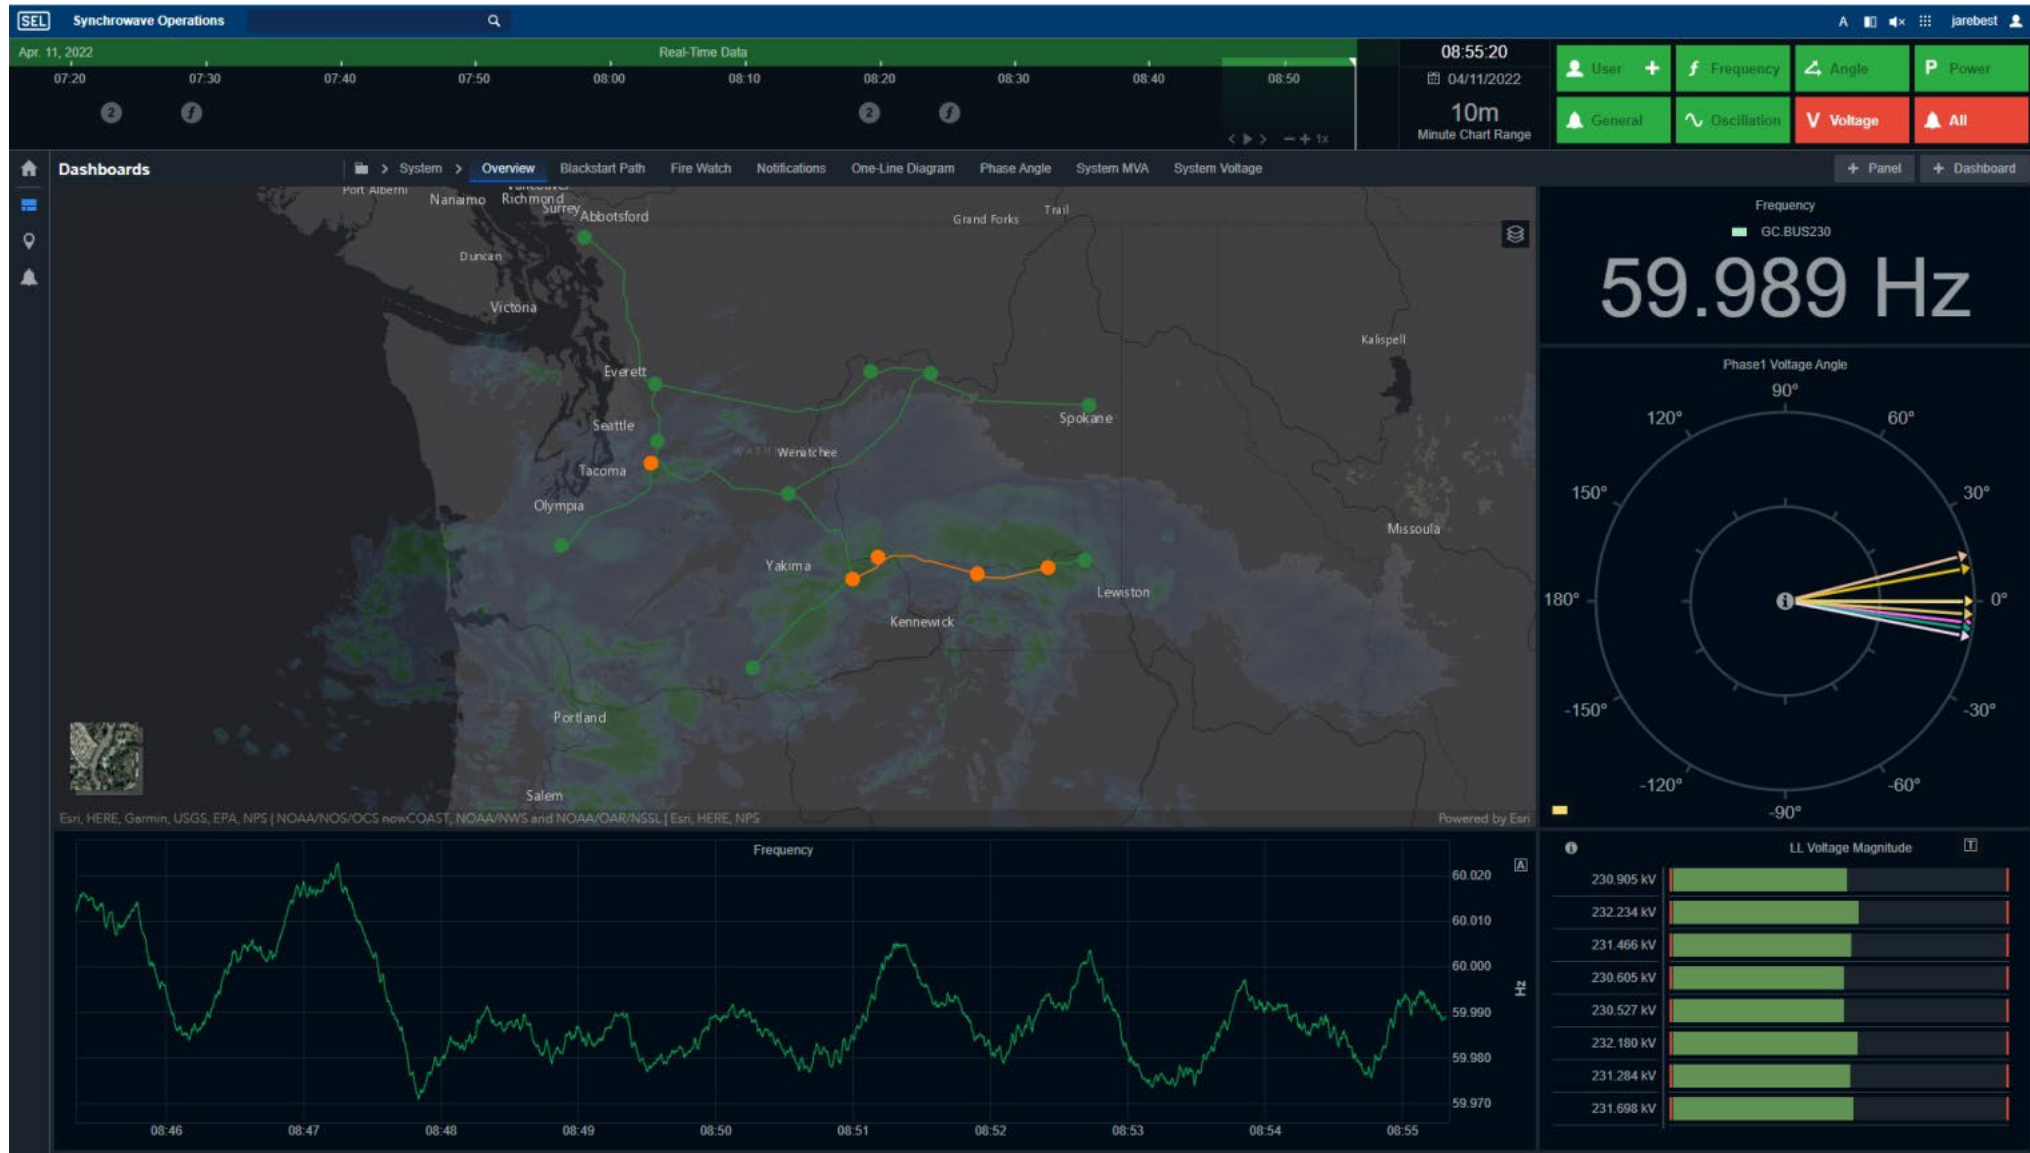 SEL Synchrowave Operations A jarebest
Apr. 11, 2022 Real-Time Data
07:20 07:30 07:40 07:50 08:00 08:10 08:20 08:30 08:40 08:50
2 f 2 f
1x
08:55:20
04/11/2022
10m
Minute Chart Range
User + f Frequency Angle P Power
General Oscillation V Voltage All
Dashboards > System > Overview Blackstart Path Fire Watch Notifications One-Line Diagram Phase Angle System MVA System Voltage + Panel + Dashboard
Port Alberni
Nanaimo
Vancouver
Richmond
Surrey
Abbotsford
Grand Forks
Trail
Duncan
Victoria
Kalispell
Everett
Seattle
Spokane
Wenatchee
Tacoma
Olympia
Missoula
Yakima
Lewiston
Kennewick
Portland
Salem
Esri, HERE, Garmin, USGS, EPA, NPS | NOAA/NOS/OCS nowCOAST, NOAA/NWS and NOAA/OAR/NSSL | Esri, HERE, NPS Powered by Esri
Frequency
GC.BUS230
59.989 Hz
Phase1 Voltage Angle
90°
120° 60°
150° 30°
180° 0°
-150° -30°
-120° -60°
-90°
Frequency
A
60.020
60.010
60.000
Hz
59.990
59.980
59.970
08:46 08:47 08:48 08:49 08:50 08:51 08:52 08:53 08:54 08:55
LL Voltage Magnitude T
230.905 kV
232.234 kV
231.466 kV
230.605 kV
230.527 kV
232.180 kV
231.284 kV
231.698 kV